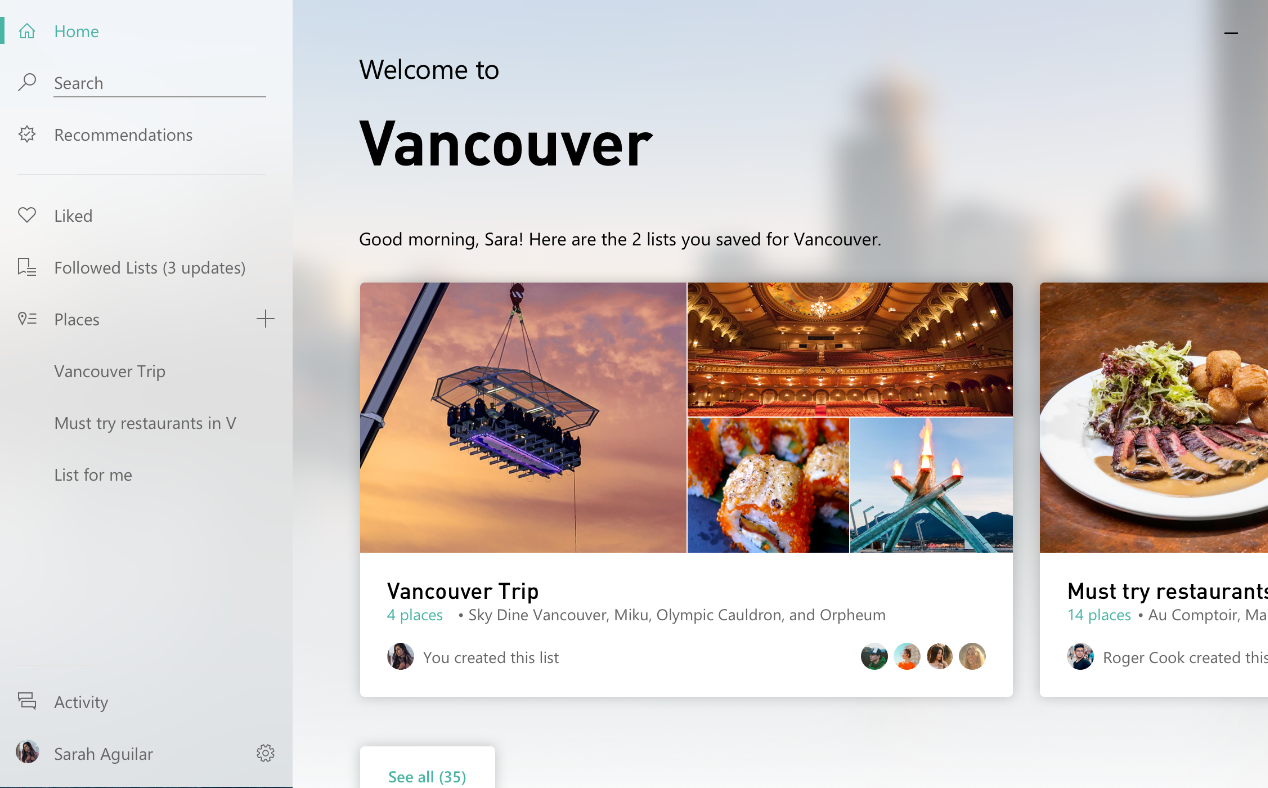 Home
Search
Recommendations
Liked
Followed Lists (3 updates)
Places
Vancouver Trip
Must try restaurants in V
List for me
Activity
Sarah Aguilar
Welcome to
Vancouver
Good morning, Sara! Here are the 2 lists you saved for Vancouver.
Vancouver Trip
4 places • Sky Dine Vancouver, Miku, Olympic Cauldron, and Orpheum
You created this list
Must try restaurants
14 places • Au Comptoir, Ma
Roger Cook created this
See all (35)